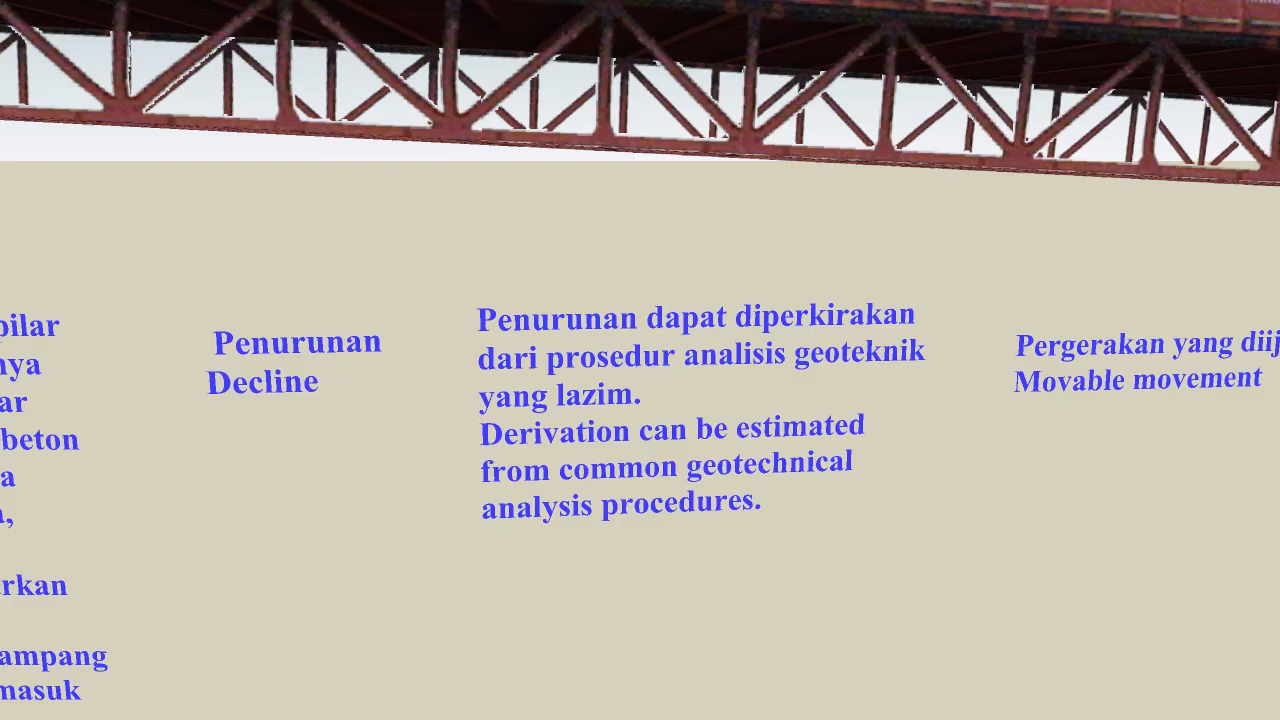 pilar
nya
ar
beton
a
a,
rkan
ampang
masuk
Penurunan
Decline
Penurunan dapat diperkirakan
dari prosedur analisis geoteknik
yang lazim.
Derivation can be estimated
from common geotechnical
analysis procedures.
Pergerakan yang diij
Movable movement